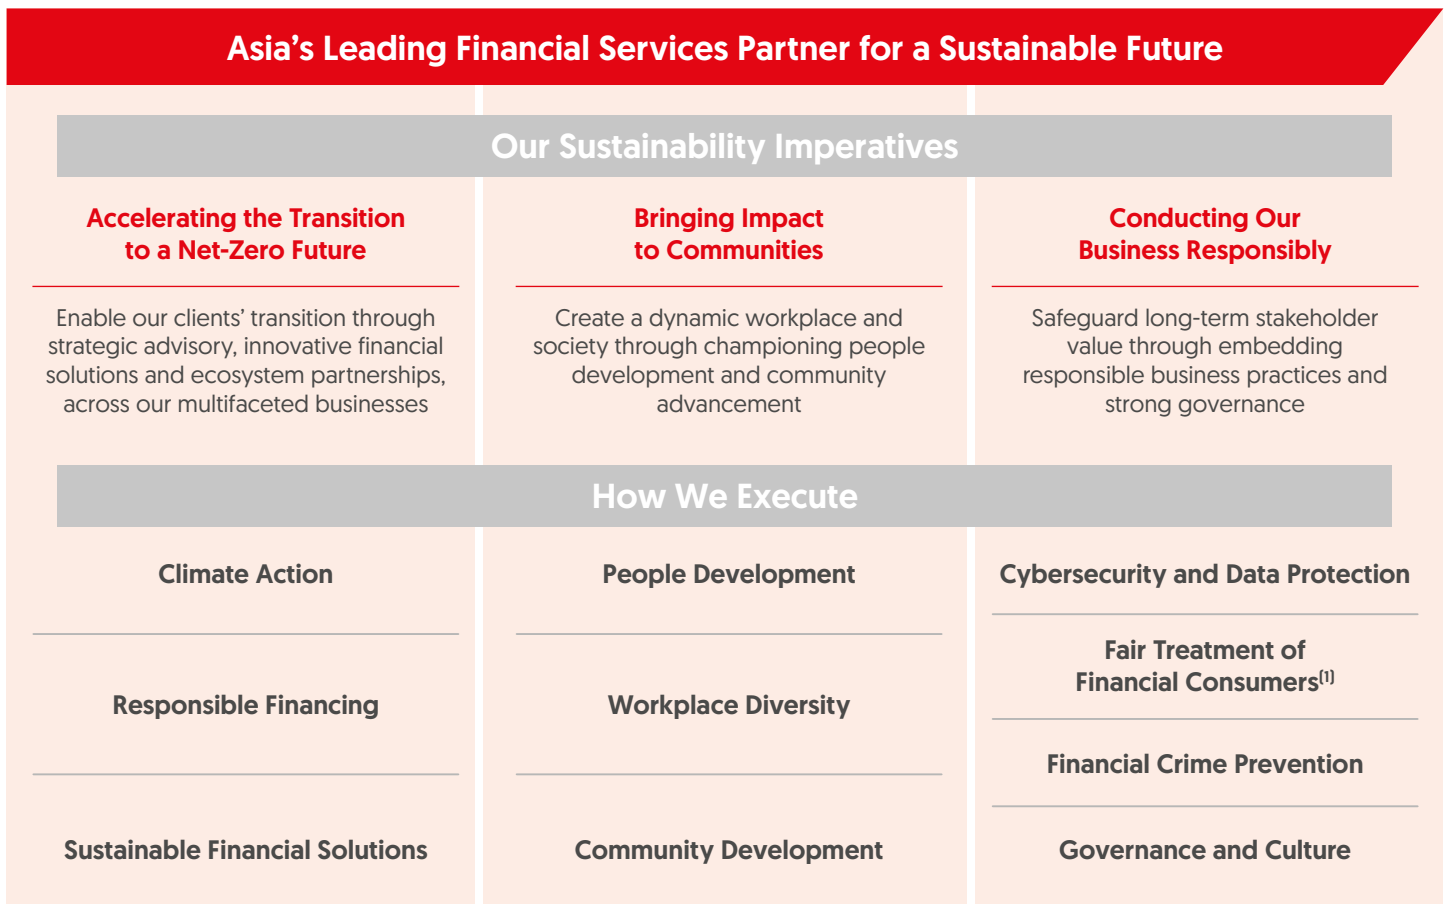 Asia’s Leading Financial Services Partner for a Sustainable Future
Our Sustainability Imperatives
Accelerating the Transition
to a Net-Zero Future
Enable our clients’ transition through
strategic advisory, innovative financial
solutions and ecosystem partnerships,
across our multifaceted businesses
Bringing Impact
to Communities
Create a dynamic workplace and
society through championing people
development and community
advancement
Conducting Our
Business Responsibly
Safeguard long-term stakeholder
value through embedding
responsible business practices and
strong governance
How We Execute
Climate Action
Responsible Financing
Sustainable Financial Solutions
People Development
Workplace Diversity
Community Development
Cybersecurity and Data Protection
Fair Treatment of
Financial Consumers(1)
Financial Crime Prevention
Governance and Culture